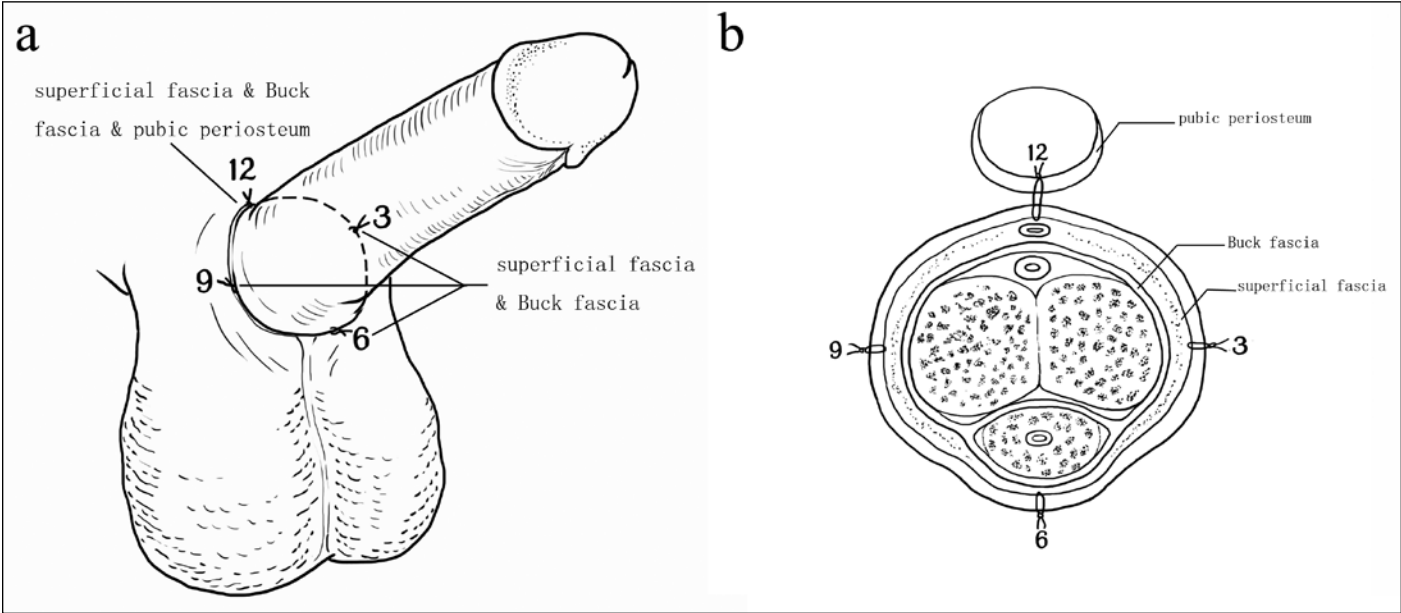 a
superficial fascia & Buck
fascia & pubic periosteum
12
3
9
superficial fascia
& Buck fascia
6
b
pubic periosteum
12
Buck fascia
superficial fascia
9
3
6